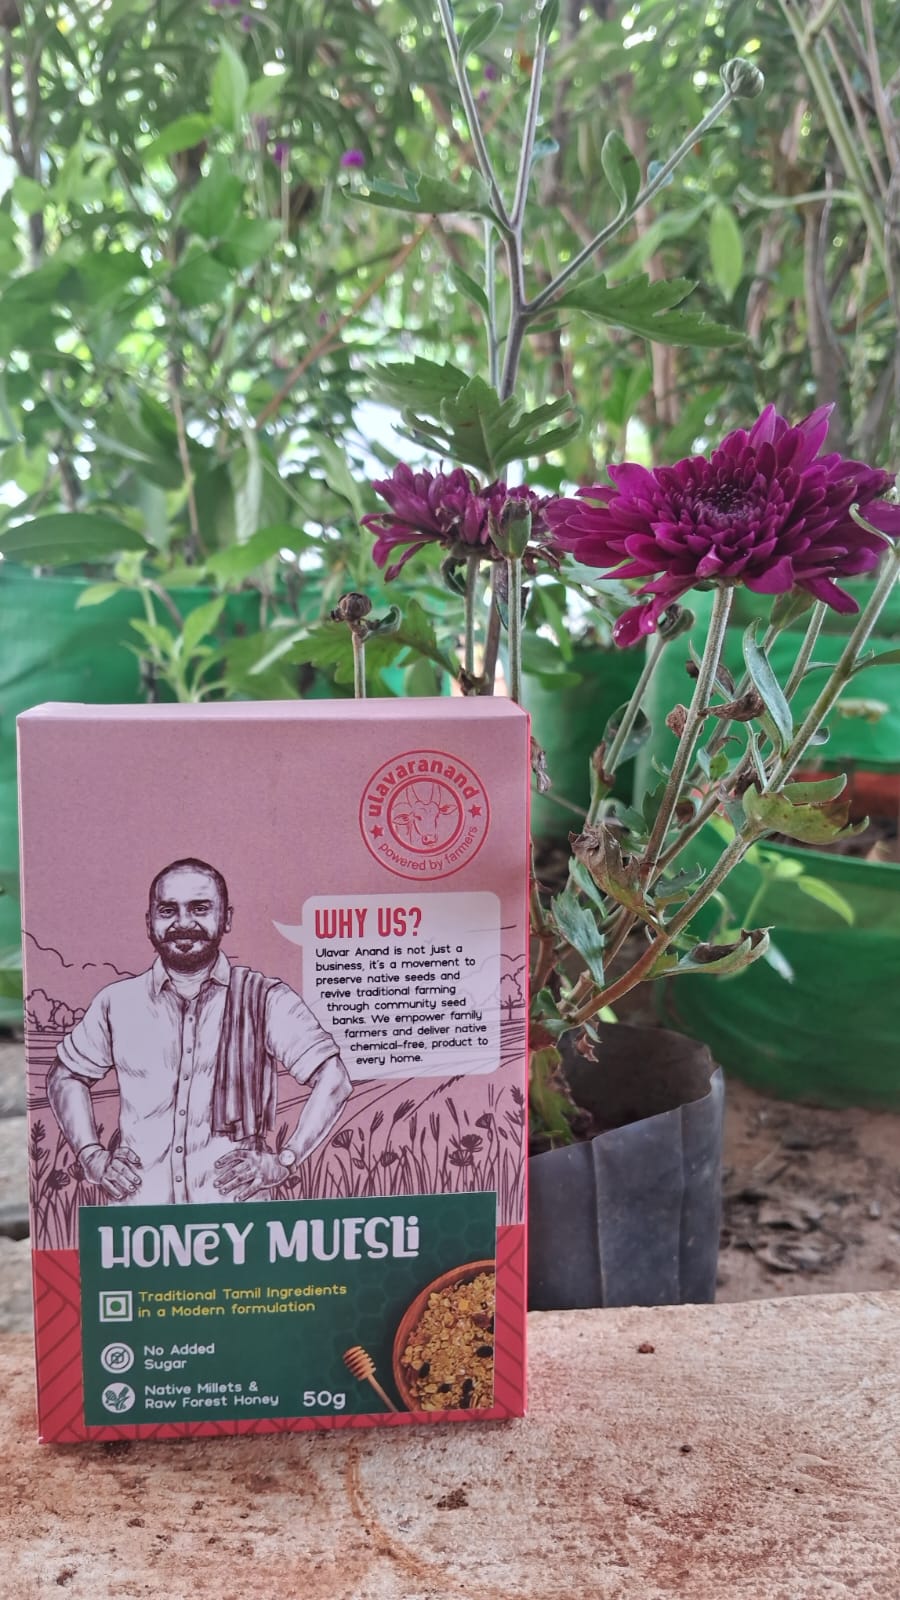 ulavaranand
powered by farmers
WHY US?
Ulavar Anand is not just a
business, it's a movement to
preserve native seeds and
revive traditional farming
through community seed
banks. We empower family
farmers and deliver native
chemical-free, product to
every home.
HONEY MUESLi
Traditional Tamil Ingredients
in a Modern formulation
No Added
Sugar
Native Millets &
Raw Forest Honey
50g